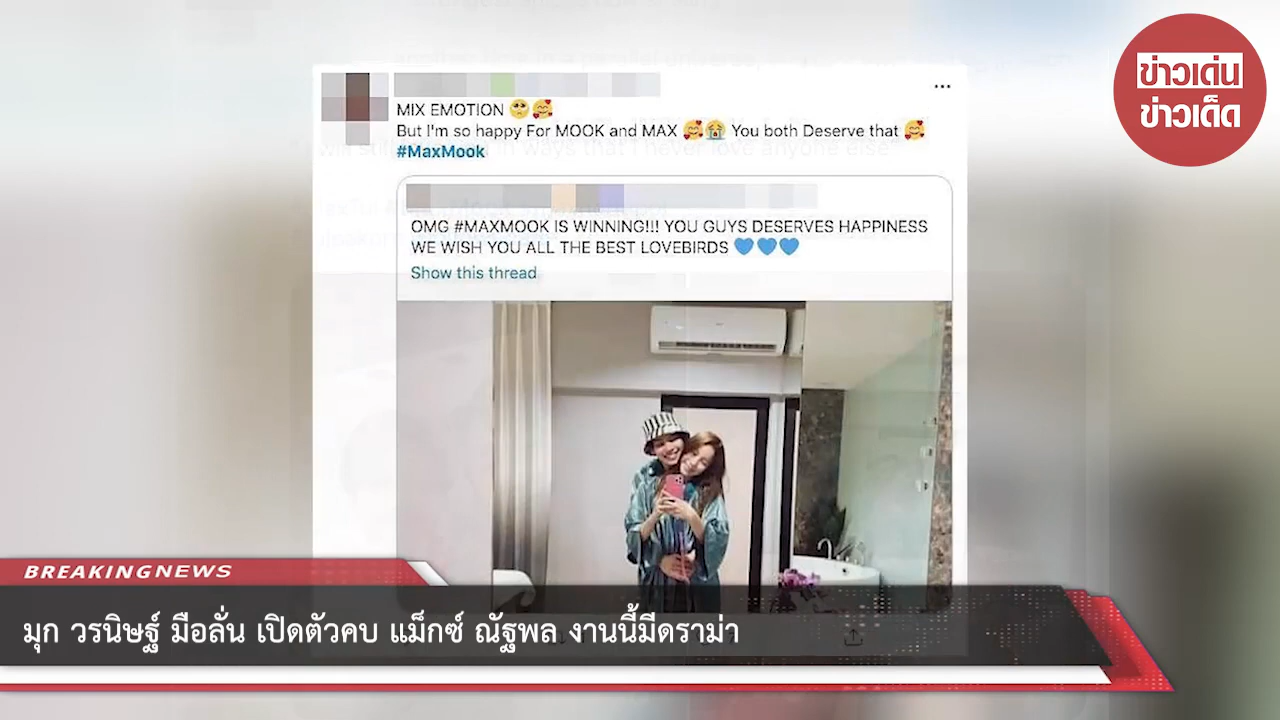 ข่าวเด่น
ข่าวเด็ด
MIX EMOTION 🥺🥰
But I'm so happy For MOOK and MAX 🥰😭 You both Deserve that 🥰
#MaxMook
OMG #MAXMOOK IS WINNING!!! YOU GUYS DESERVES HAPPINESS
WE WISH YOU ALL THE BEST LOVEBIRDS 💙💙💙
Show this thread
BREAKING NEWS
มุก วรนิษฐ์ มือลั่น เปิดตัวคบ แม็กซ์ ณัฐพล งานนี้มีดราม่า